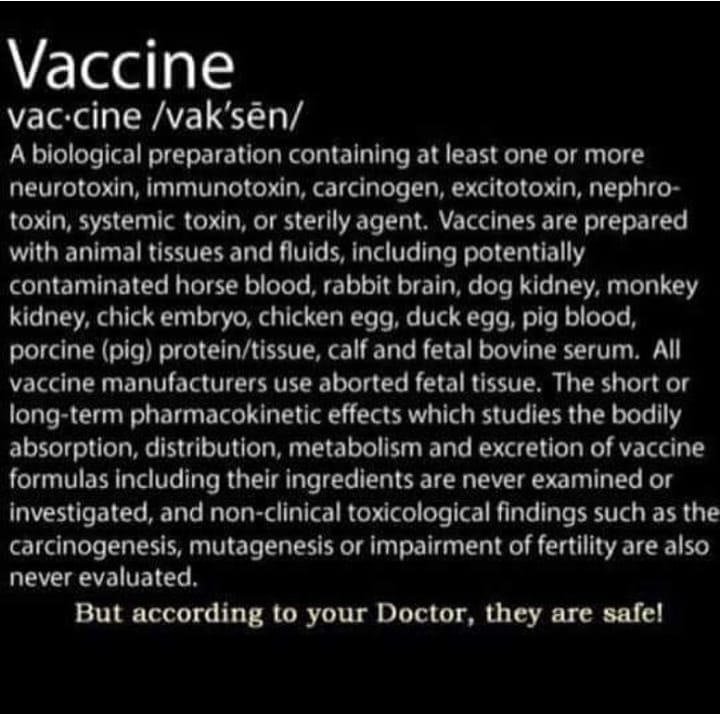 Vaccine
vac·cine /vak'sēn/
A biological preparation containing at least one or more
neurotoxin, immunotoxin, carcinogen, excitotoxin, nephro-
toxin, systemic toxin, or sterily agent. Vaccines are prepared
with animal tissues and fluids, including potentially
contaminated horse blood, rabbit brain, dog kidney, monkey
kidney, chick embryo, chicken egg, duck egg, pig blood,
porcine (pig) protein/tissue, calf and fetal bovine serum. All
vaccine manufacturers use aborted fetal tissue. The short or
long-term pharmacokinetic effects which studies the bodily
absorption, distribution, metabolism and excretion of vaccine
formulas including their ingredients are never examined or
investigated, and non-clinical toxicological findings such as the
carcinogenesis, mutagenesis or impairment of fertility are also
never evaluated.
But according to your Doctor, they are safe!